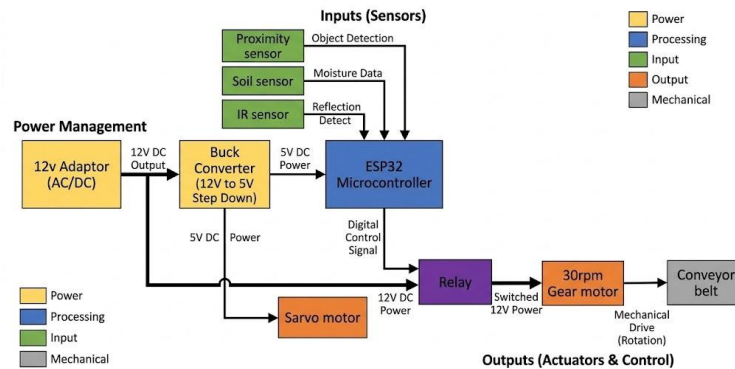 Inputs (Sensors)
Proximity
sensor
Object Detection
Soil sensor
Moisture Data
IR sensor
Reflection
Detect
Power
Processing
Input
Output
Mechanical
Power Management
12v Adaptor
(AC/DC)
12V DC
Output
Buck
Converter
(12V to 5V
Step Down)
5V DC
Power
ESP32
Microcontroller
5V DC Power
Digital
Control
Signal
12V DC
Power
Relay
Switched
12V Power
30rpm
Gear motor
Mechanical
Drive
(Rotation)
Conveyor
belt
Sarvo motor
Power
Processing
Input
Mechanical
Outputs (Actuators & Control)